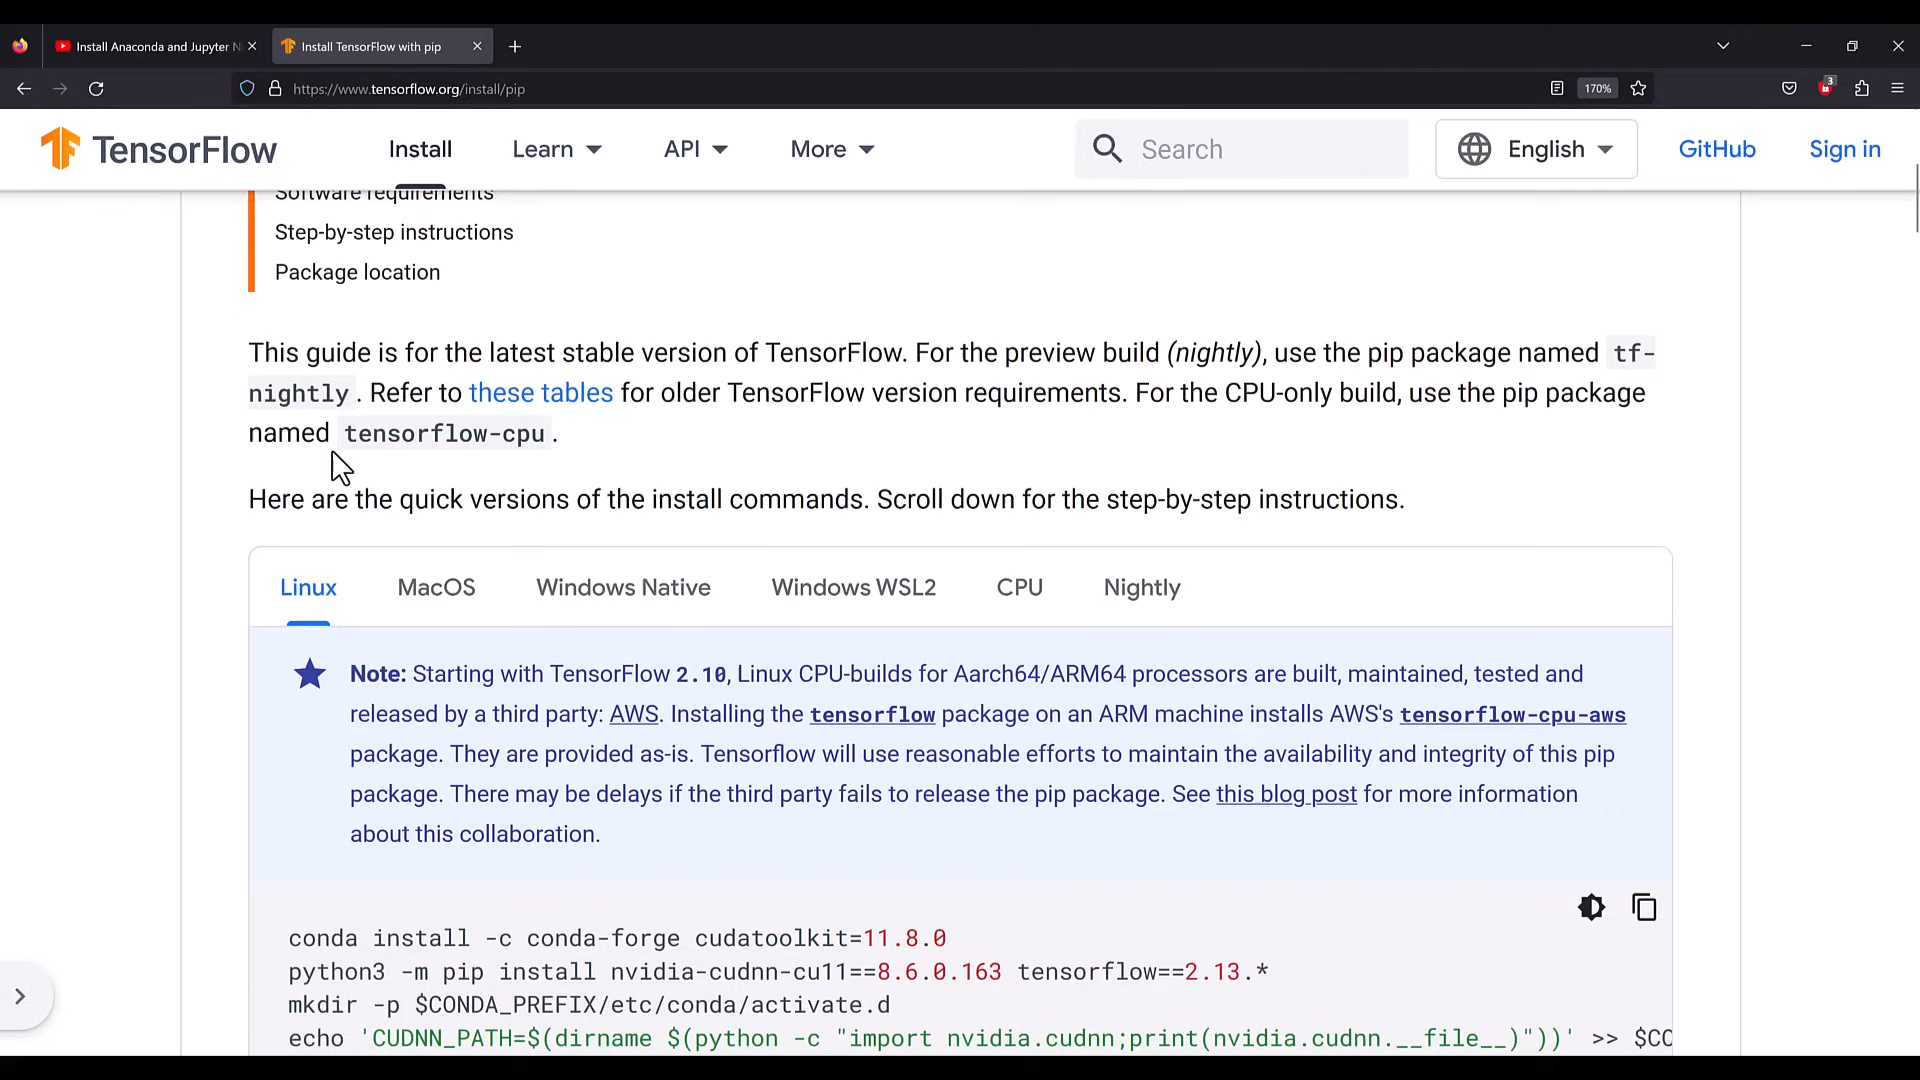 Install Anaconda and Jupyter N
Install TensorFlow with pip
https://www.tensorflow.org/install/pip
170%
3
TensorFlow
Install
Learn
API
More
Search
English
GitHub
Sign in
Software requirements
Step-by-step instructions
Package location
This guide is for the latest stable version of TensorFlow. For the preview build (nightly), use the pip package named tf-
nightly. Refer to these tables for older TensorFlow version requirements. For the CPU-only build, use the pip package
named tensorflow-cpu.
Here are the quick versions of the install commands. Scroll down for the step-by-step instructions.
Linux
MacOS
Windows Native
Windows WSL2
CPU
Nightly
Note: Starting with TensorFlow 2.10, Linux CPU-builds for Aarch64/ARM64 processors are built, maintained, tested and
released by a third party: AWS. Installing the tensorflow package on an ARM machine installs AWS's tensorflow-cpu-aws
package. They are provided as-is. Tensorflow will use reasonable efforts to maintain the availability and integrity of this pip
package. There may be delays if the third party fails to release the pip package. See this blog post for more information
about this collaboration.
conda install -c conda-forge cudatoolkit=11.8.0
python3 -m pip install nvidia-cudnn-cu11==8.6.0.163 tensorflow==2.13.*
mkdir -p $CONDA_PREFIX/etc/conda/activate.d
echo 'CUDNN_PATH=$(dirname $(python -c "import nvidia.cudnn;print(nvidia.cudnn.__file__)"))' >> $CO